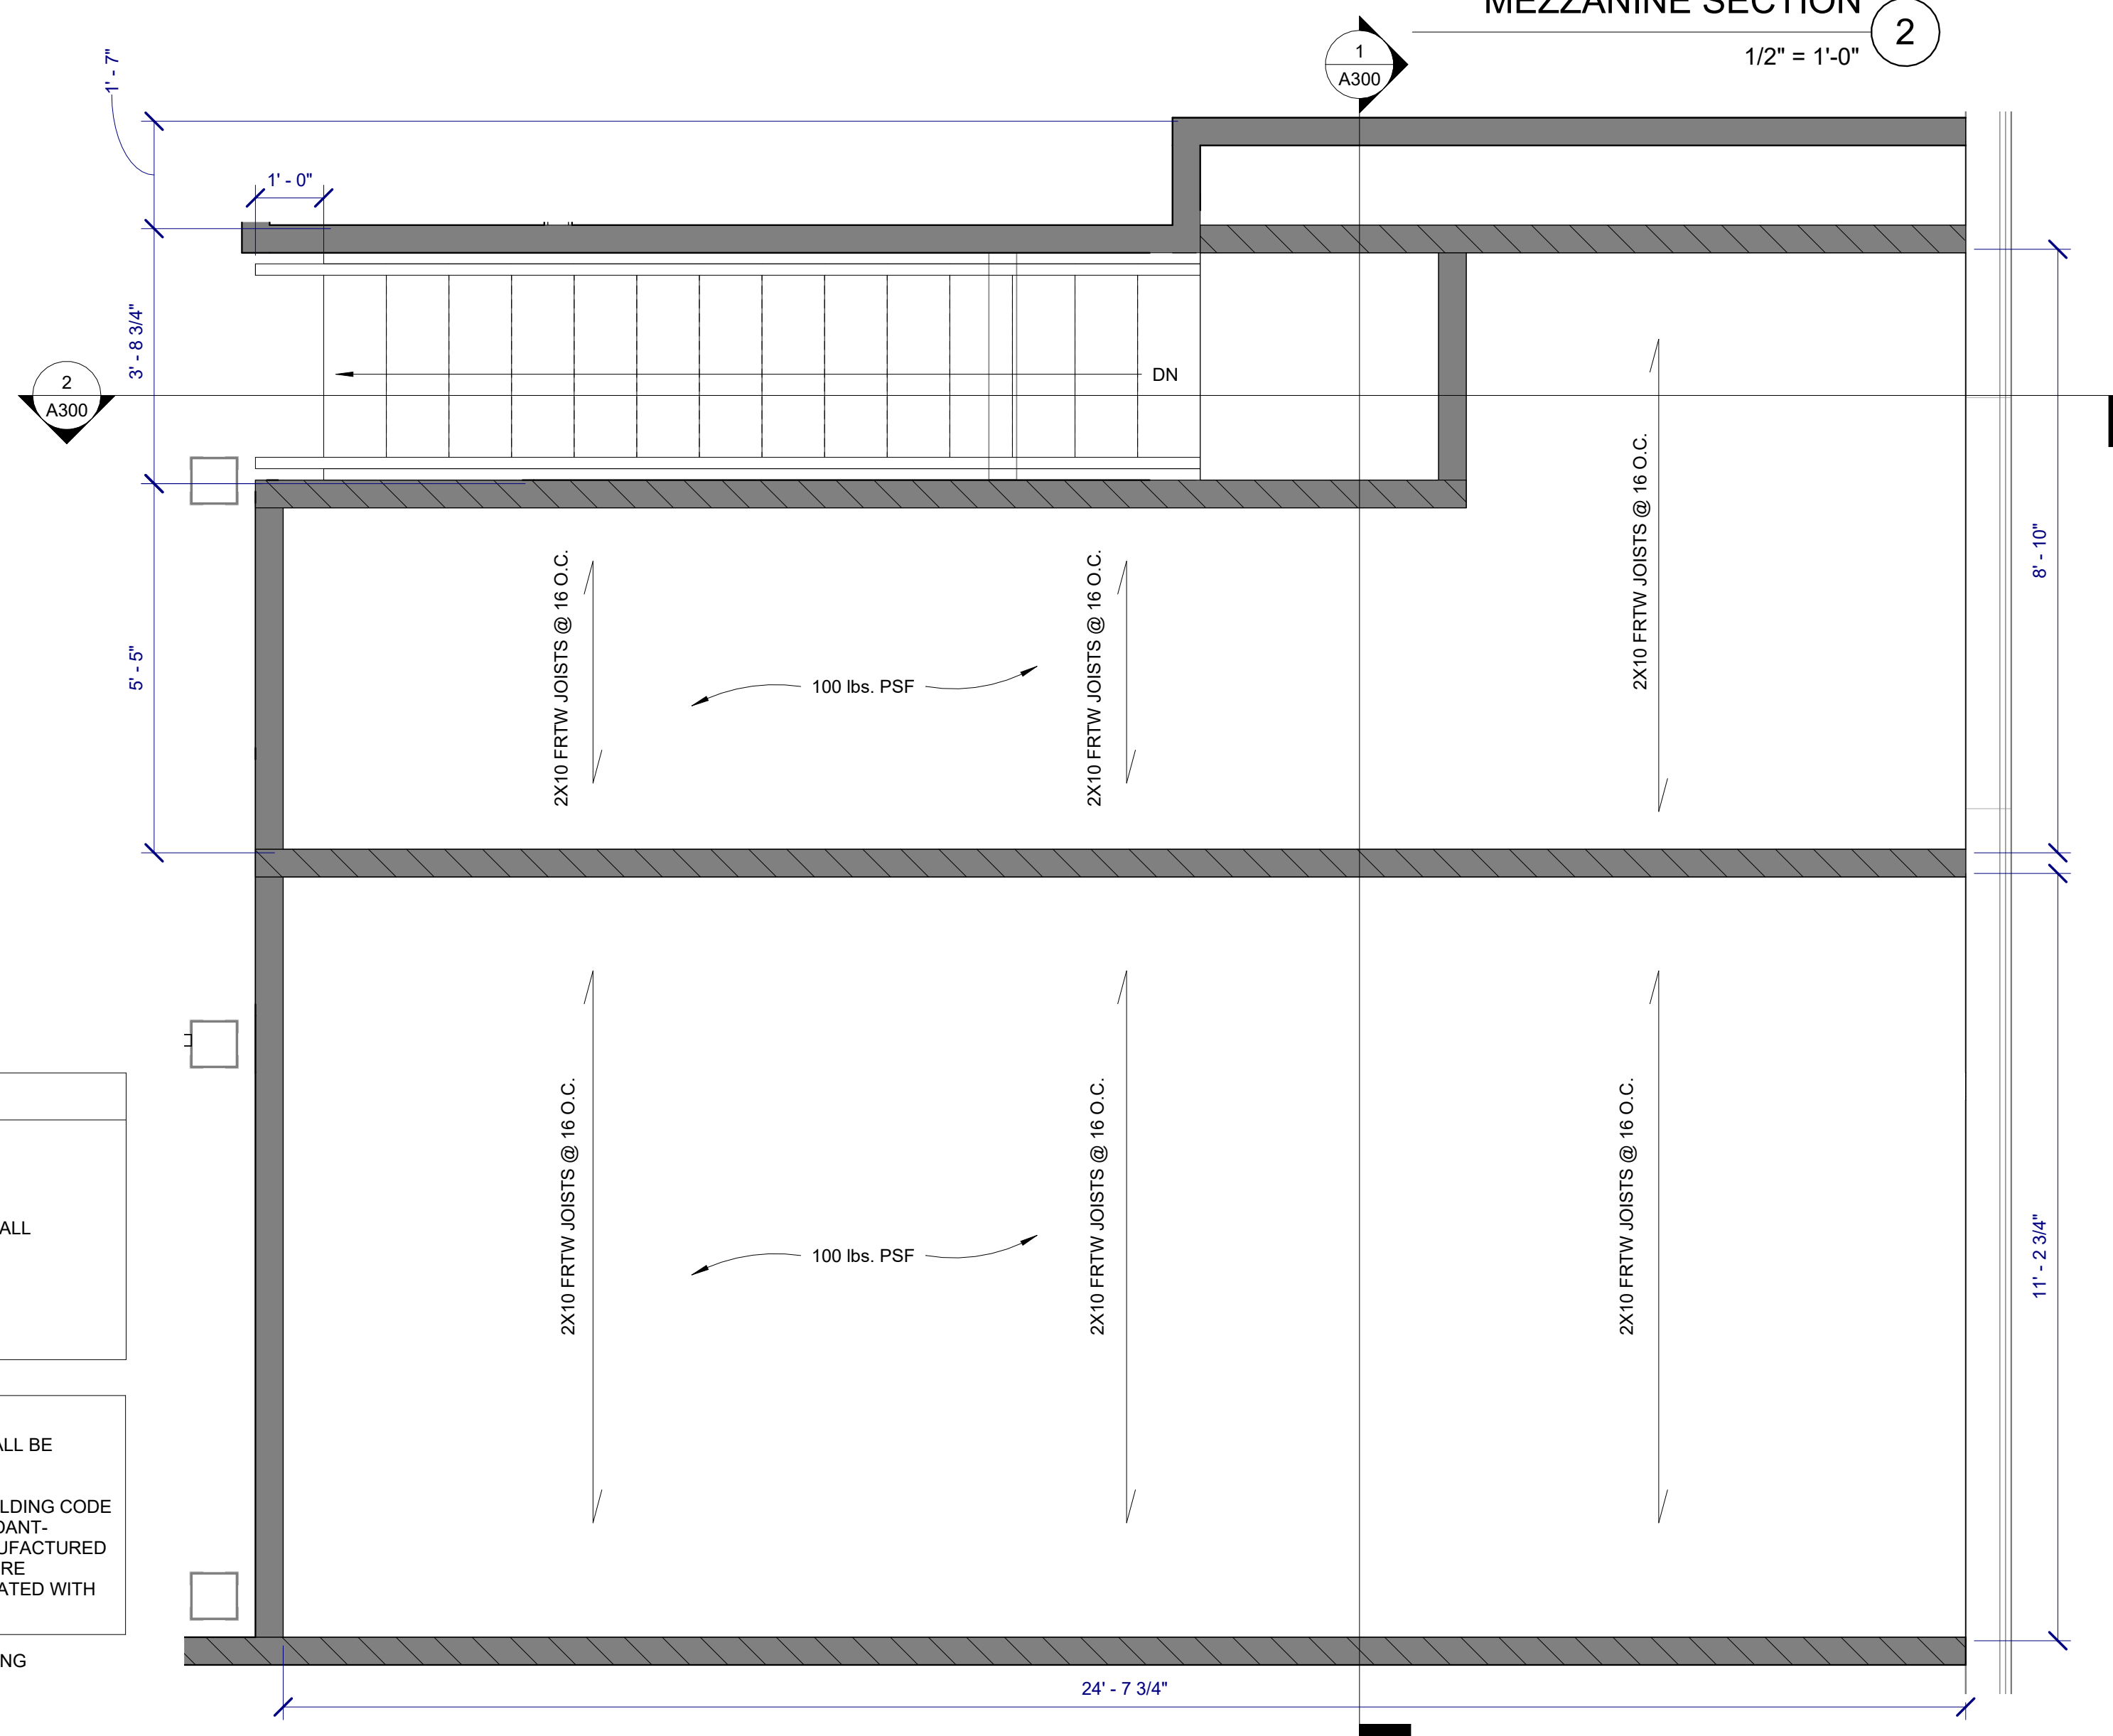 MEZZANINE SECTION
2
1/2" = 1'-0"
1
A300
1' - 7"
1' - 0"
3' - 8 3/4"
DN
2
A300
2X10 FRTW JOISTS @ 16 O.C.
2X10 FRTW JOISTS @ 16 O.C.
2X10 FRTW JOISTS @ 16 O.C.
8' - 10"
5' - 5"
100 lbs. PSF
2X10 FRTW JOISTS @ 16 O.C.
2X10 FRTW JOISTS @ 16 O.C.
2X10 FRTW JOISTS @ 16 O.C.
11' - 2 3/4"
100 lbs. PSF
ALL
ALL BE
LDING CODE
DANT-
UFACTURED
RE
ATED WITH
NG
24' - 7 3/4"